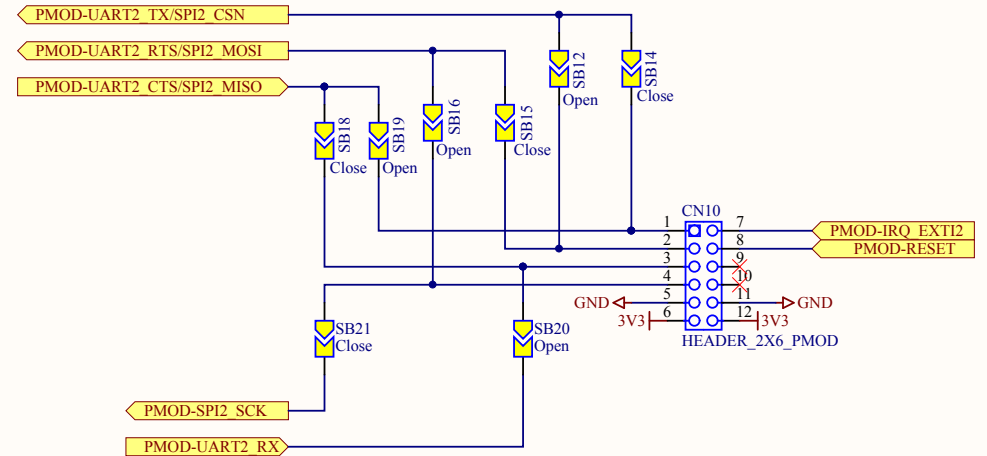 PMOD-UART2_TX/SPI2_CSN
PMOD-UART2_RTS/SPI2_MOSI
PMOD-UART2_CTS/SPI2_MISO
SB12
Open
SB14
Close
SB16
Open
SB15
Close
SB18
Close
SB19
Open
CN10
1
2
3
4
5
6
7
8
9
10
11
12
PMOD-IRQ_EXTI2
PMOD-RESET
GND
GND
3V3
3V3
HEADER_2X6_PMOD
SB21
Close
SB20
Open
PMOD-SPI2_SCK
PMOD-UART2_RX